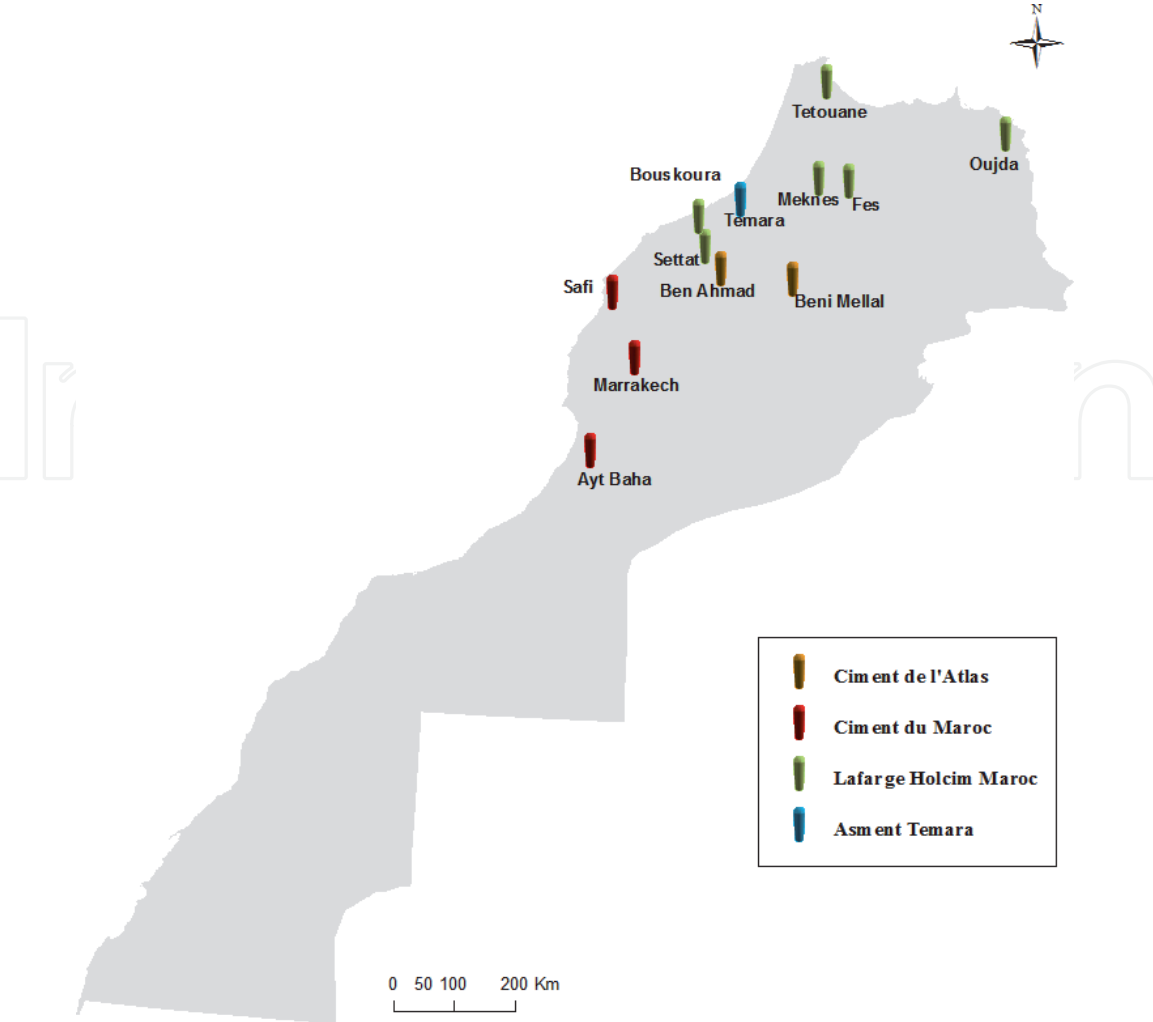 N
Tetouane
Oujda
Bouskoura
Meknes
Fes
Temara
Settat
Safi
Ben Ahmad
Beni Mellal
Marrakech
Ayt Baha
Ciment de l'Atlas
Ciment du Maroc
Lafarge Holcim Maroc
Asment Temara
0 50 100 200 Km